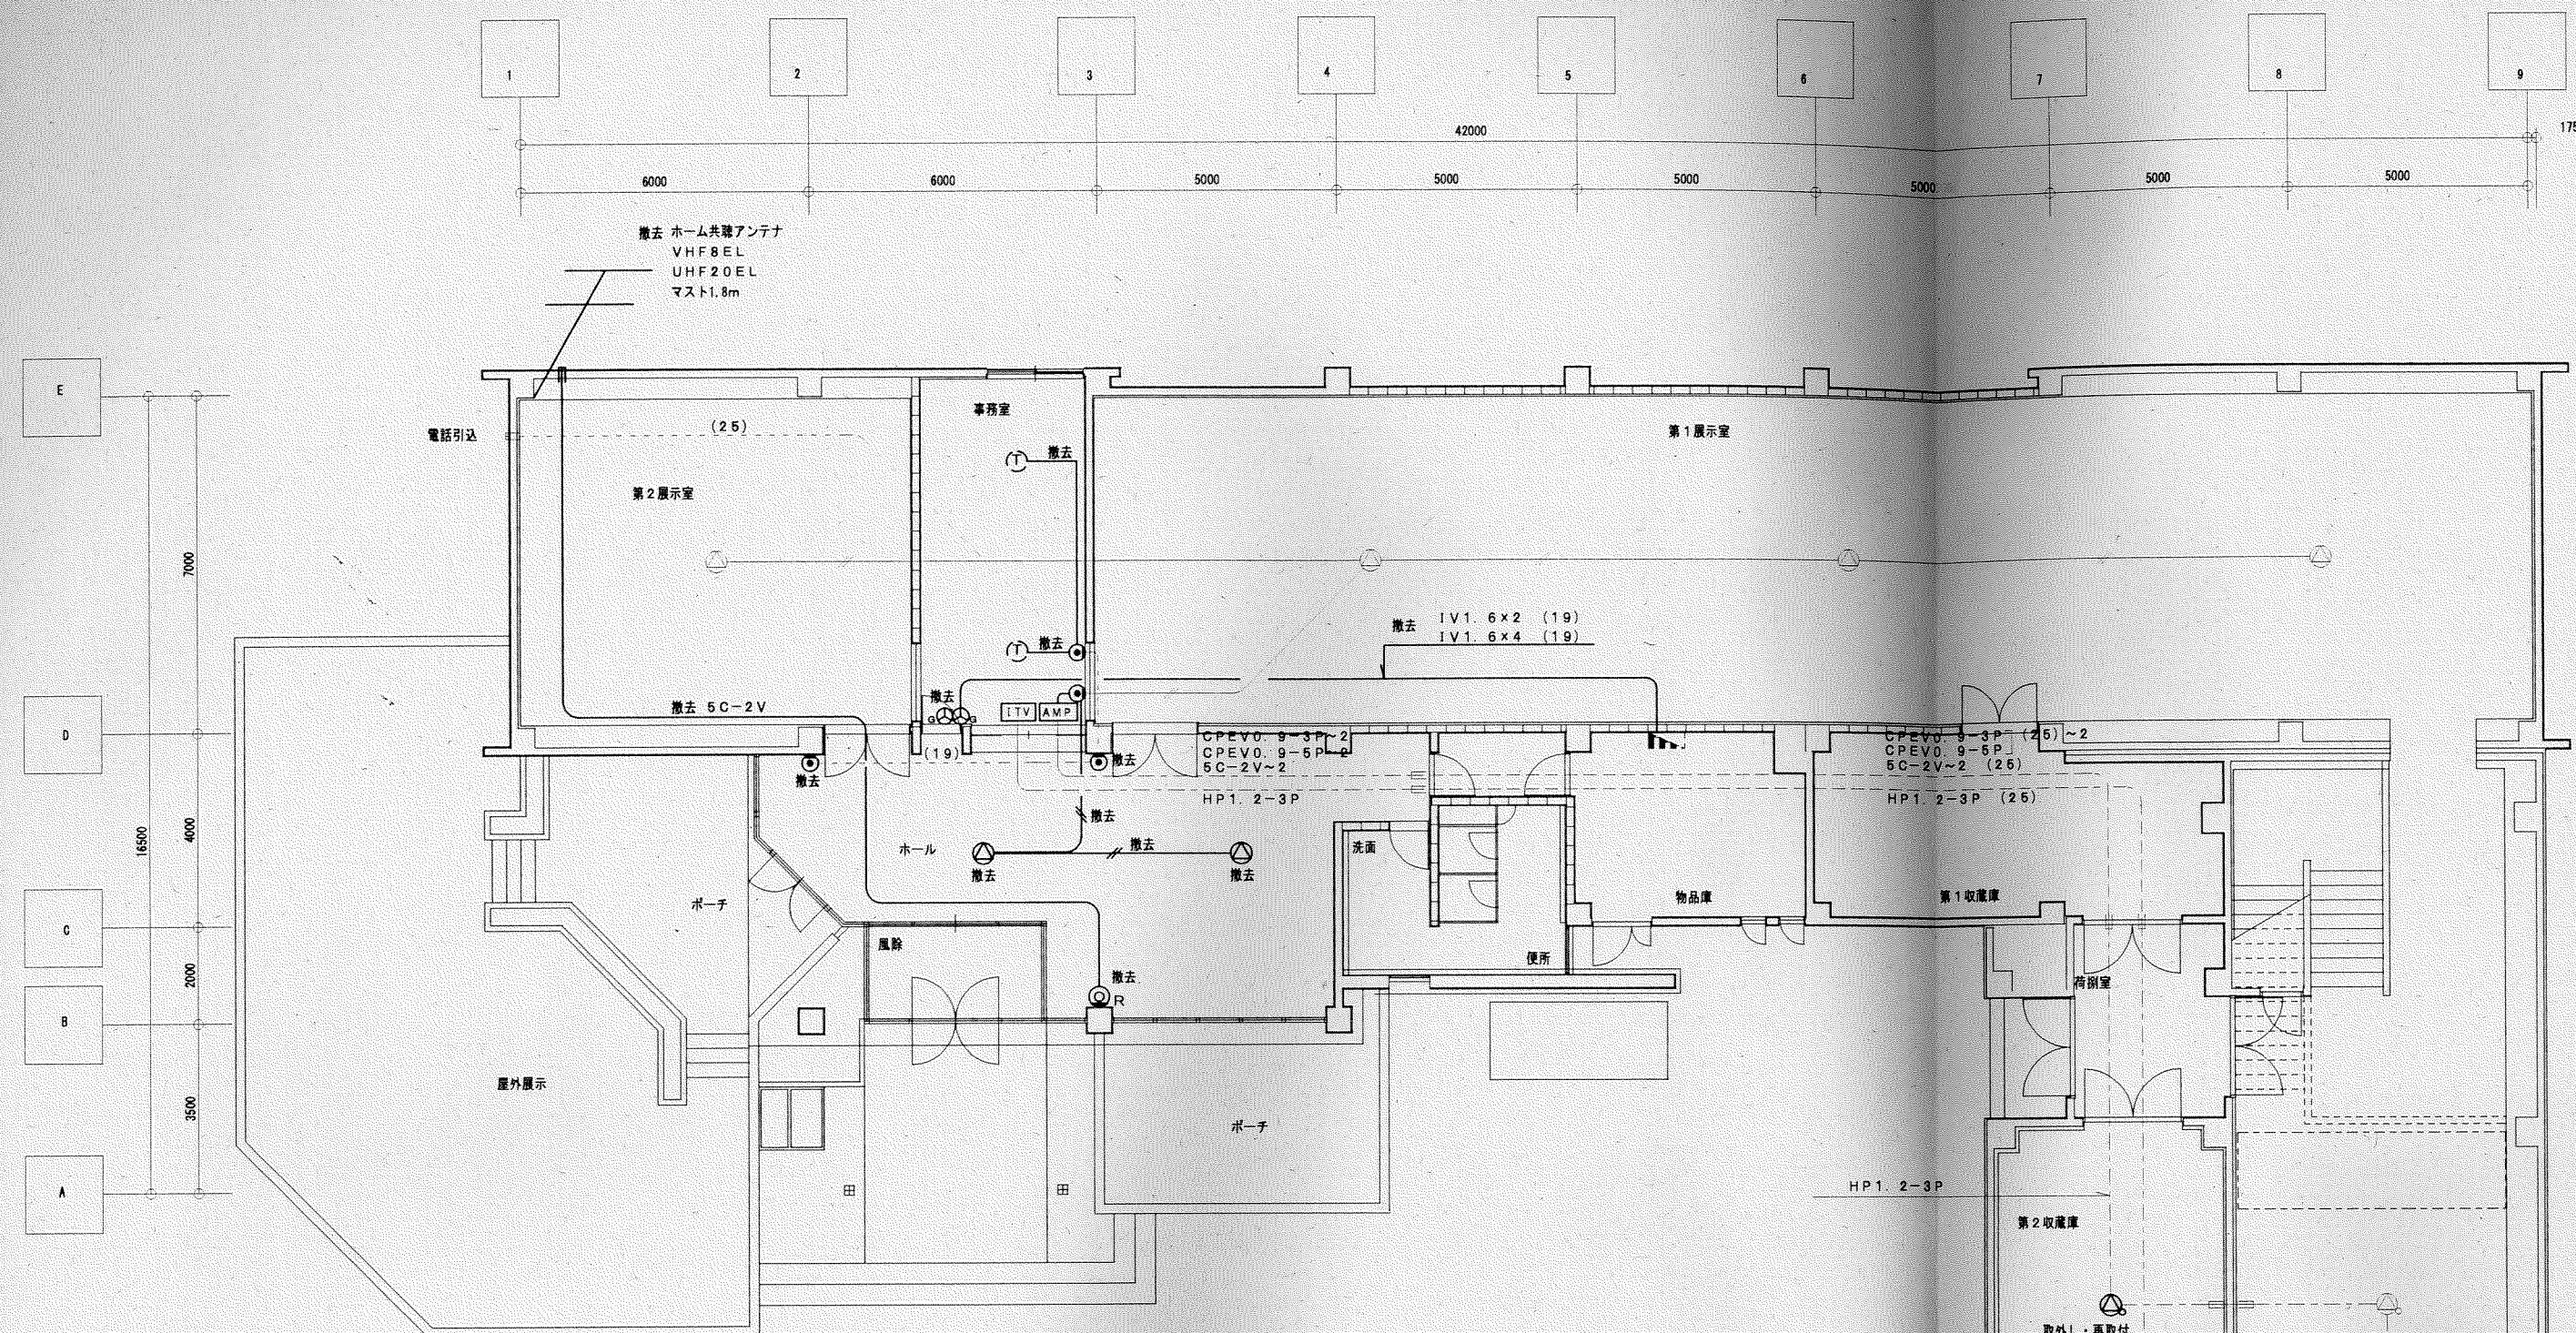 1
2
3
4
5
6
7
8
9
42000
175
6000
6000
5000
5000
5000
5000
5000
5000
撤去 ホーム共聴アンテナ
VHF8EL
UHF20EL
マスト1.8m
E
D
C
B
A
16500
7000
4000
2000
3500
電話引込
(25)
第2展示室
事務室
T 撤去
T 撤去
第1展示室
撤去 IV1.6×2 (19)
IV1.6×4 (19)
撤去 5C-2V
撤去
G G
ITV AMP
(19)
撤去
撤去
CPEV0.9-3P~2
CPEV0.9-5P~2
5C-2V~2
HP1.2-3P
CPEV0.9-3P (25)~2
CPEV0.9-5P
5C-2V~2 (25)
HP1.2-3P (25)
撤去
ホール
撤去
撤去
撤去
洗面
便所
物品庫
第1収蔵庫
ポーチ
風除
撤去
R
荷捌室
屋外展示
ポーチ
HP1.2-3P
第2収蔵庫
取外し・再取付